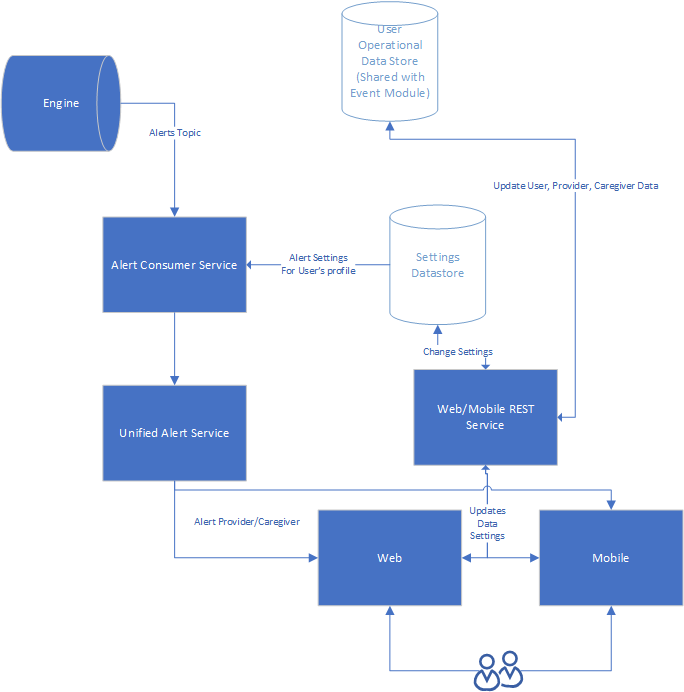 User
Operational
Data Store
(Shared with
Event Module)
Engine
Alerts Topic
Update User, Provider, Caregiver Data
Alert Consumer Service
Alert Settings
For User's profile
Settings
Datastore
Change Settings
Web/Mobile REST
Service
Unified Alert Service
Alert Provider/Caregiver
Updates
Data
Settings
Web
Mobile